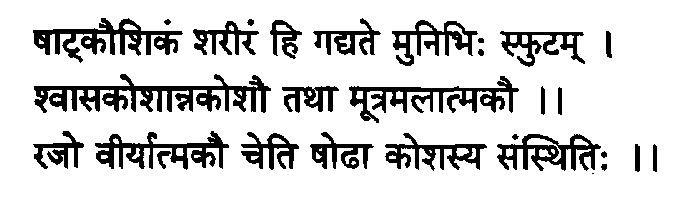 षाट्कौशिकं शरीरं हि गद्यते मुनिभिः स्फुटम् ।
श्वासकोशान्नकोशौ तथा मूत्रमलात्मकौ ।।
रजो वीर्यात्मकौ चेति षोढा कोशस्य संस्थितिः ।।